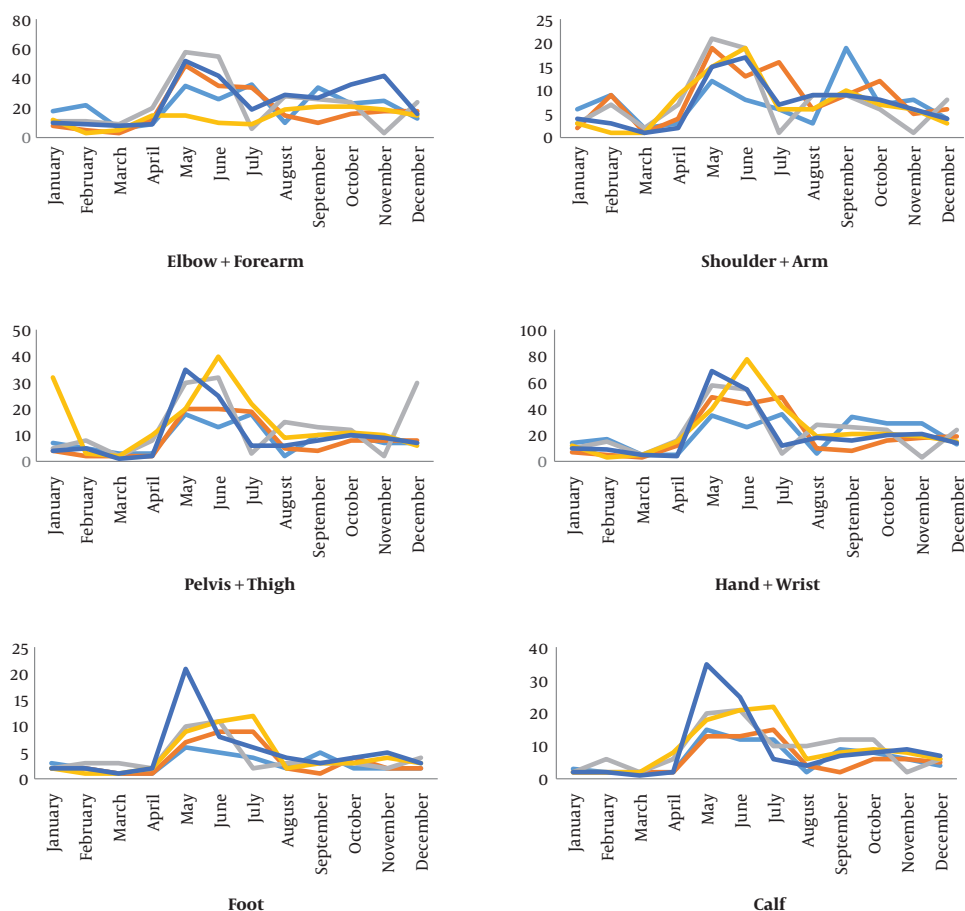 80
60
40
20
0
January
February
March
April
May
June
July
August
September
October
November
December
Elbow + Forearm
25
20
15
10
5
0
January
February
March
April
May
June
July
August
September
October
November
December
Shoulder + Arm
50
40
30
20
10
0
January
February
March
April
May
June
July
August
September
October
November
December
Pelvis + Thigh
100
80
60
40
20
0
January
February
March
April
May
June
July
August
September
October
November
December
Hand + Wrist
25
20
15
10
5
0
January
February
March
April
May
June
July
August
September
October
November
December
Foot
40
30
20
10
0
January
February
March
April
May
June
July
August
September
October
November
December
Calf